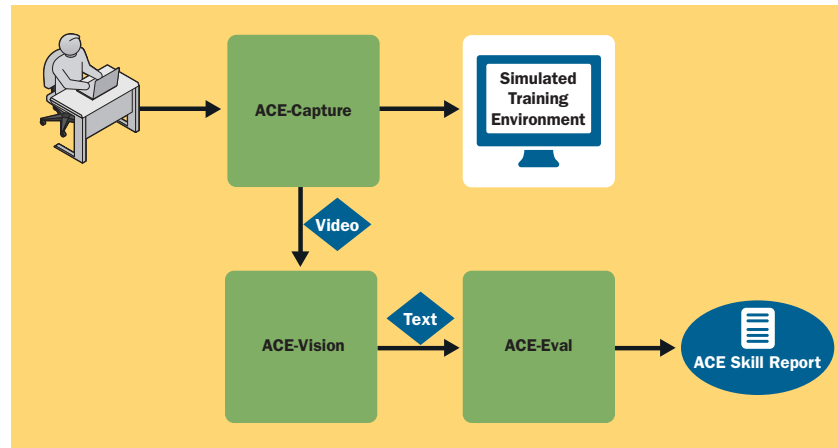 ACE-Capture
Simulated
Training
Environment
Video
ACE-Vision
Text
ACE-Eval
ACE Skill Report